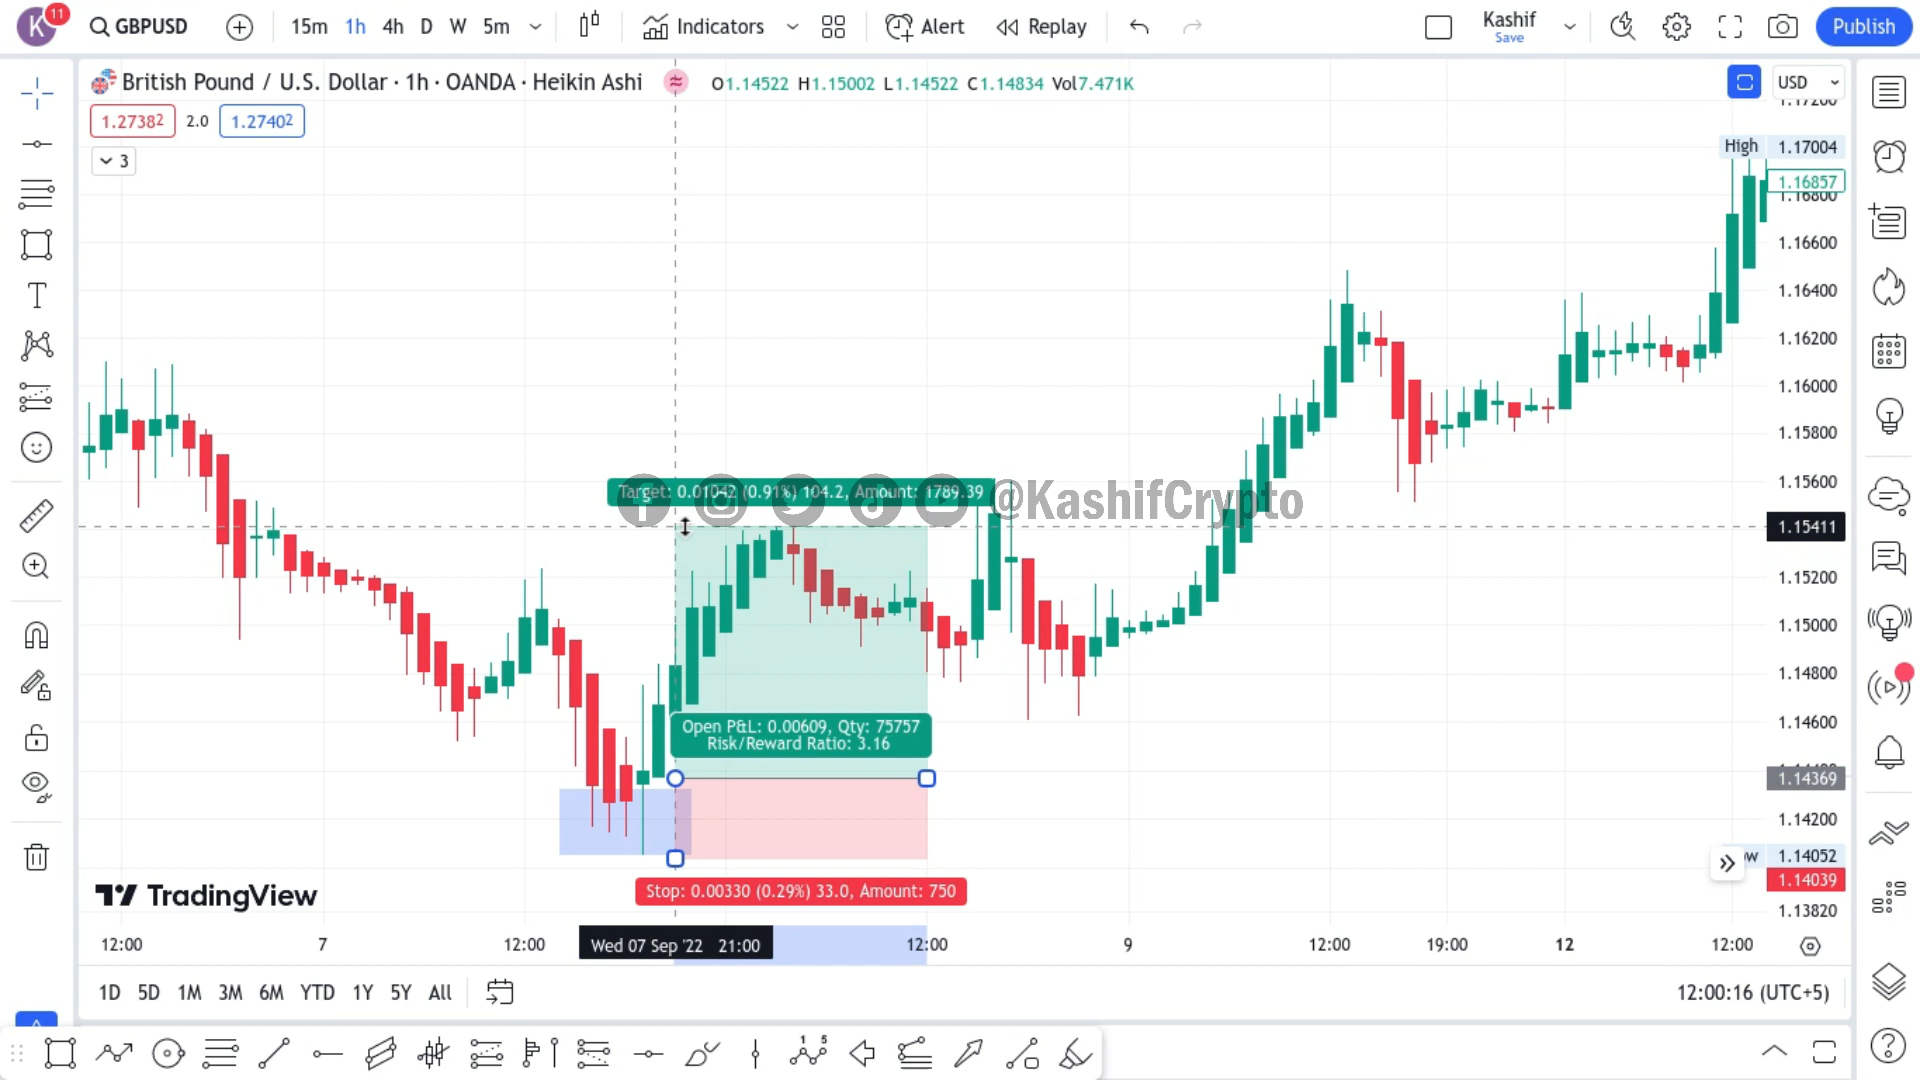 K
11
GBPUSD
15m 1h 4h D W 5m
Indicators
Alert
Replay
Kashif
Save
Publish
British Pound / U.S. Dollar · 1h · OANDA · Heikin Ashi
≈
O1.14522 H1.15002 L1.14522 C1.14834 Vol7.471K
USD
1.27382 2.0 1.27402
3
1.17200
High 1.17004
1.16857
1.16800
1.16600
1.16400
1.16200
1.16000
1.15800
1.15600
1.15411
1.15200
1.15000
1.14800
1.14600
1.14369
1.14200
1.14052
1.14039
1.13820
Target: 0.01042 (0.91%) 104.2, Amount: 1789.39
@KashifCrypto
Open P&L: 0.00609, Qty: 75757
Risk/Reward Ratio: 3.16
Stop: 0.00330 (0.29%) 33.0, Amount: 750
TradingView
12:00 7 12:00 Wed 07 Sep '22 21:00 12:00 9 12:00 19:00 12 12:00
1D 5D 1M 3M 6M YTD 1Y 5Y All
12:00:16 (UTC+5)